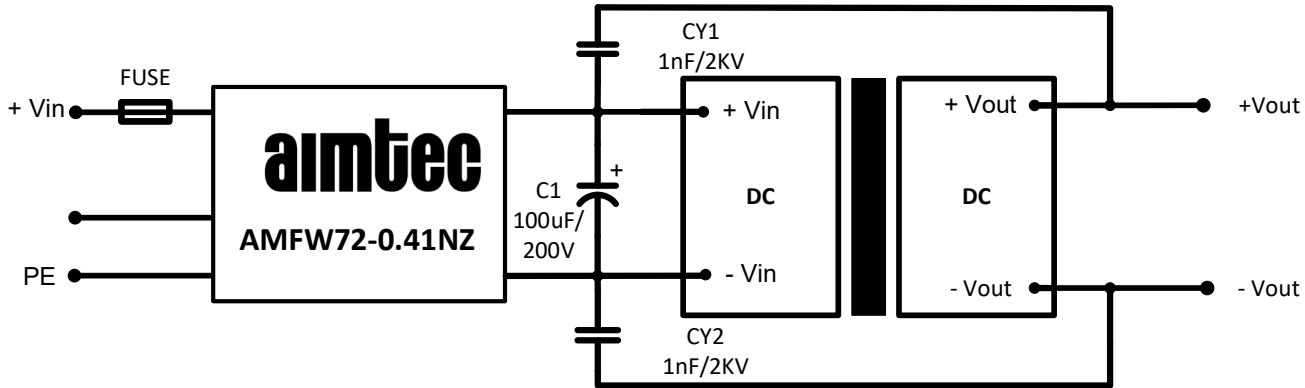 CY1
1nF/2KV
FUSE
+ Vin
aimtec
AMFW72-0.41NZ
PE
+
C1
100uF/
200V
+ Vin
DC
- Vin
+ Vout
DC
- Vout
+Vout
- Vout
CY2
1nF/2KV